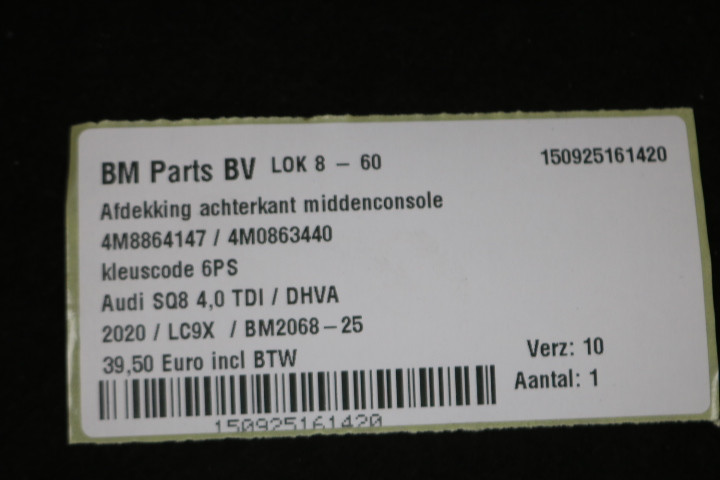 BM Parts BV LOK 8 - 60 150925161420
Afdekking achterkant middenconsole
4M8864147 / 4M0863440
kleuscode 6PS
Audi SQ8 4,0 TDI / DHVA
2020 / LC9X / BM2068-25
39,50 Euro incl BTW
Verz: 10
Aantal: 1
150925161420